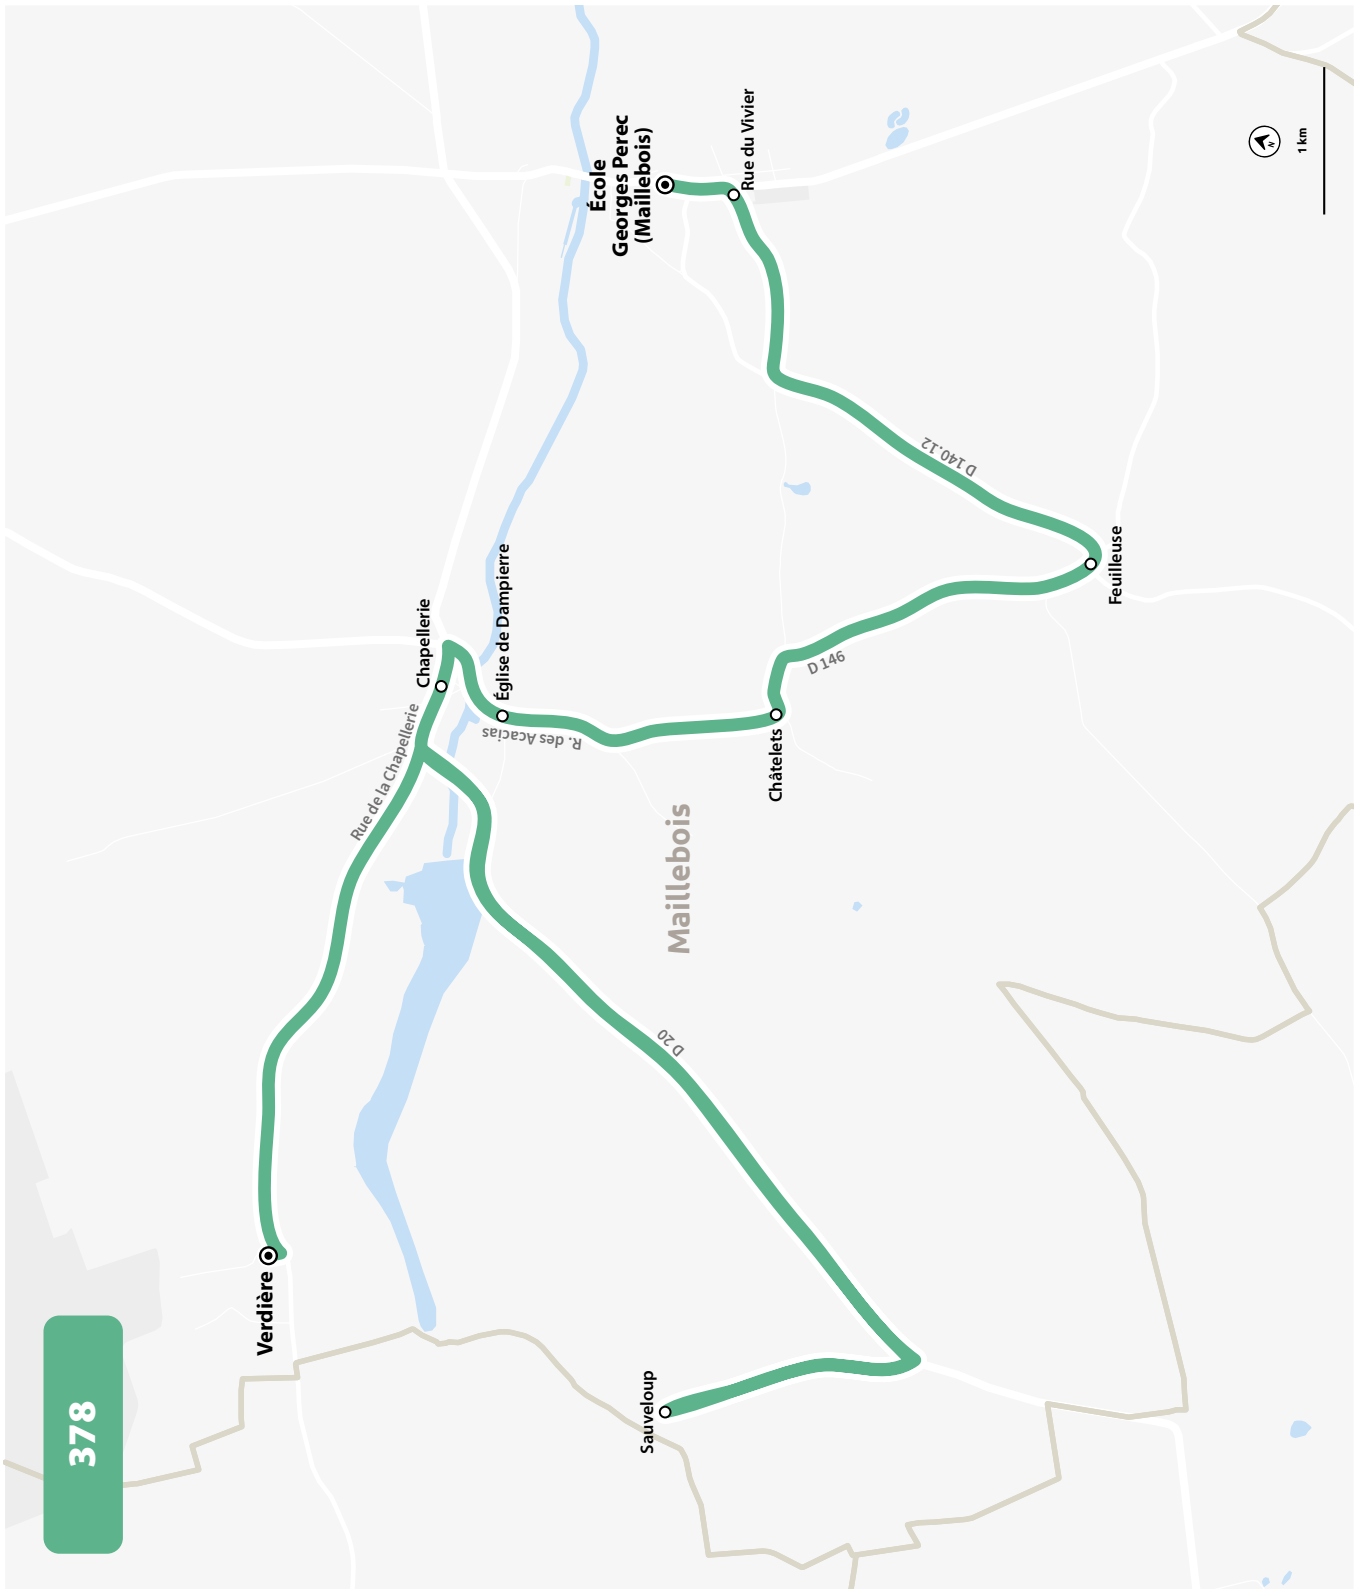 378
Verdière
Rue de la Chapellerie
Chapellerie
Église de Dampierre
R. des Acacias
École
Georges Perec
(Maillebois)
Rue du Vivier
Sauveloup
D 20
Maillebois
Châtelets
D 146
D 140.12
Feuilleuse
N
1 km